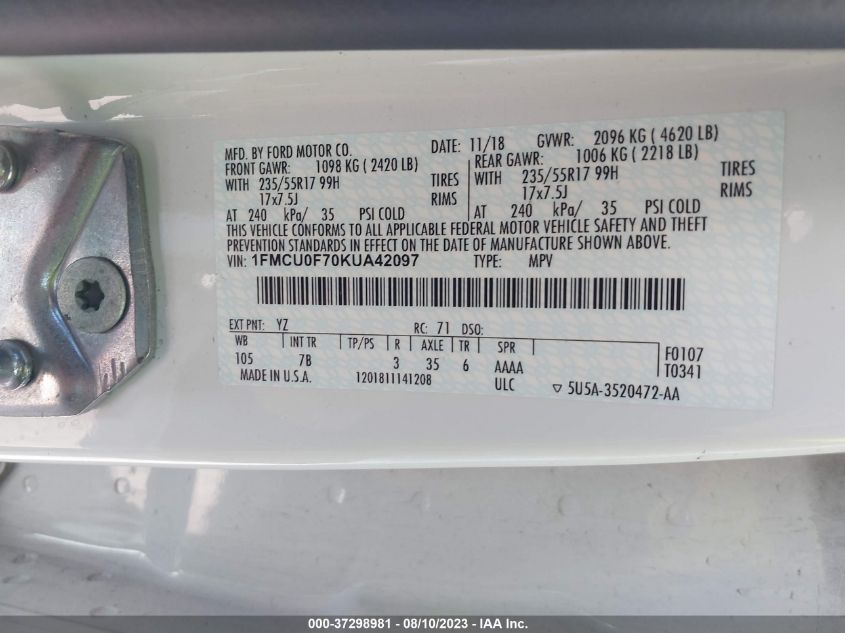 MFD. BY FORD MOTOR CO. DATE: 11/18 GVWR: 2096 KG ( 4620 LB)
FRONT GAWR: 1098 KG ( 2420 LB) REAR GAWR: 1006 KG ( 2218 LB)
WITH 235/55R17 99H TIRES WITH 235/55R17 99H TIRES
17x7.5J RIMS 17x7.5J RIMS
AT 240 kPa/ 35 PSI COLD AT 240 kPa/ 35 PSI COLD
THIS VEHICLE CONFORMS TO ALL APPLICABLE FEDERAL MOTOR VEHICLE SAFETY AND THEFT
PREVENTION STANDARDS IN EFFECT ON THE DATE OF MANUFACTURE SHOWN ABOVE.
VIN: 1FMCU0F70KUA42097 TYPE: MPV
EXT PNT: YZ RC: 71 DSO:
WB INT TR TP/PS R AXLE TR SPR F0107
105 7B 3 35 6 AAAA T0341
MADE IN U.S.A. 1201811141208 ULC ▽ 5U5A-3520472-AA
000-37298981 - 08/10/2023 - Copyright IAA, Inc.